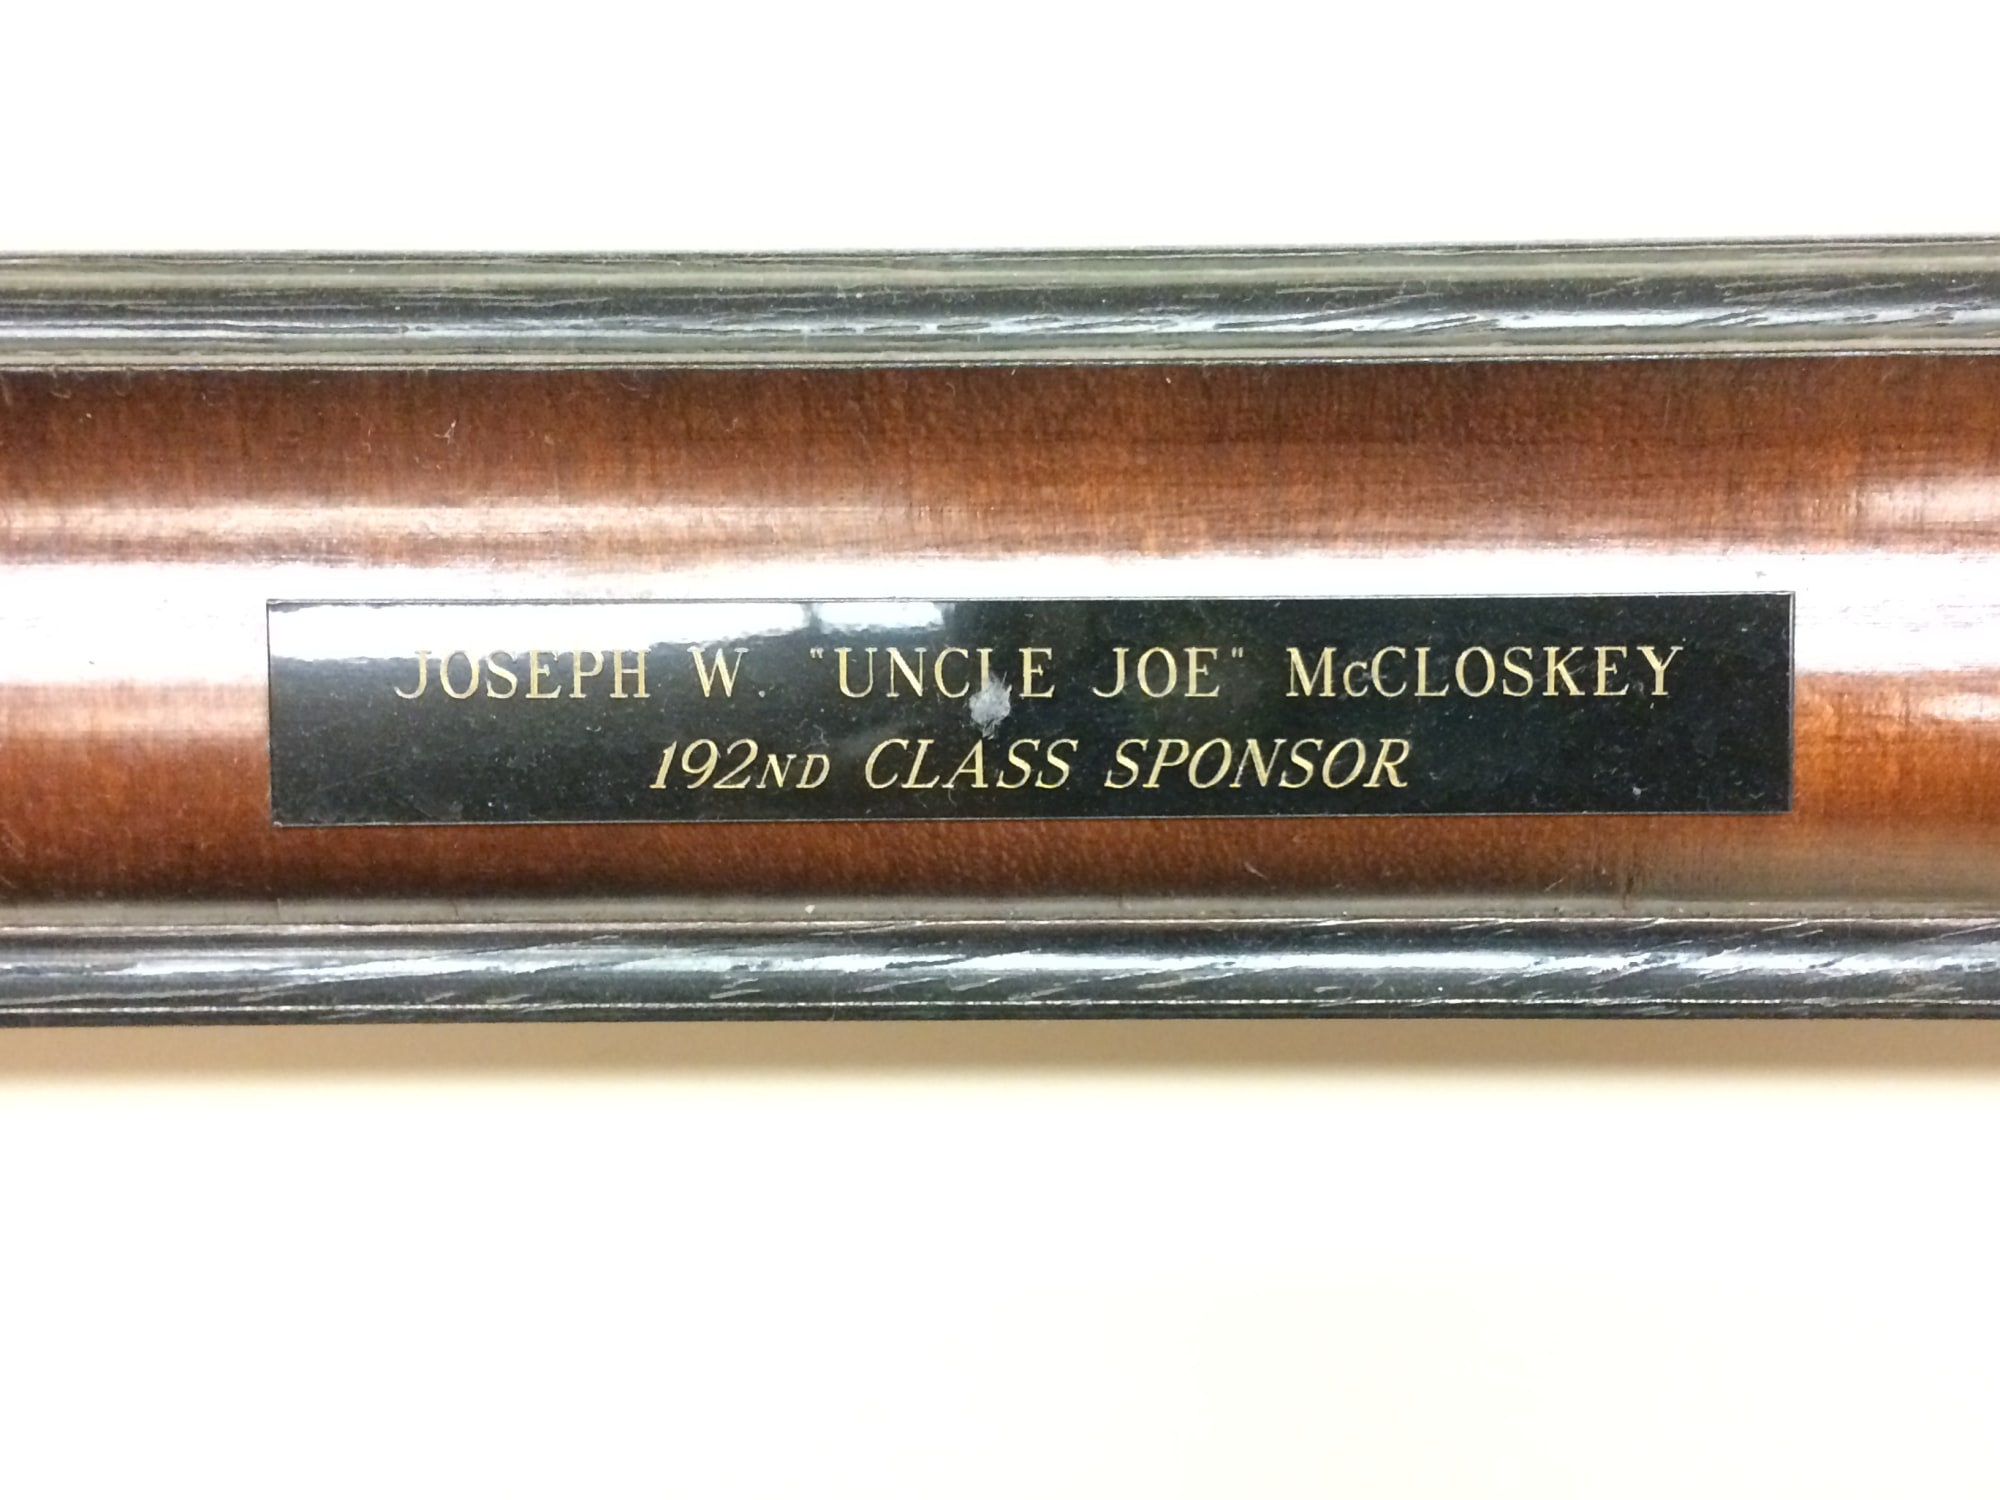 JOSEPH W. "UNCLE JOE" McCLOSKEY
192ND CLASS SPONSOR